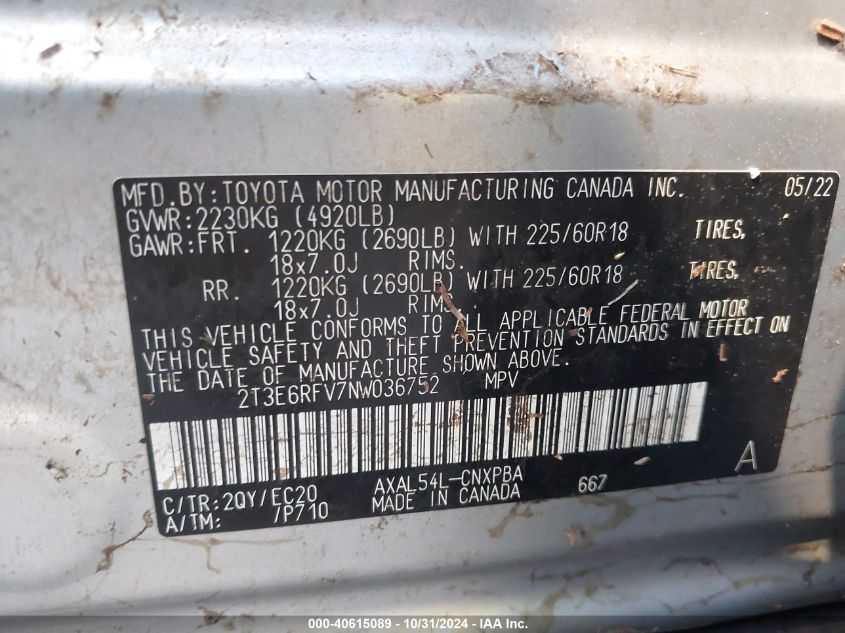 MFD.BY:TOYOTA MOTOR MANUFACTURING CANADA INC. 05/22
GVWR:2230KG (4920LB)
GAWR:FRT. 1220KG (2690LB) WITH 225/60R18 TIRES,
18x7.0J RIMS.
RR. 1220KG (2690LB) WITH 225/60R18 TIRES,
18x7.0J RIMS.
THIS VEHICLE CONFORMS TO ALL APPLICABLE FEDERAL MOTOR
VEHICLE SAFETY AND THEFT PREVENTION STANDARDS IN EFFECT ON
THE DATE OF MANUFACTURE SHOWN ABOVE.
2T3E6RFV7NW036752 MPV
A
C/TR:2QY/EC20 AXAL54L-CNXPBA 667
A/TM: /P710 MADE IN CANADA
000-40615089 - 10/31/2024 - IAA Inc.